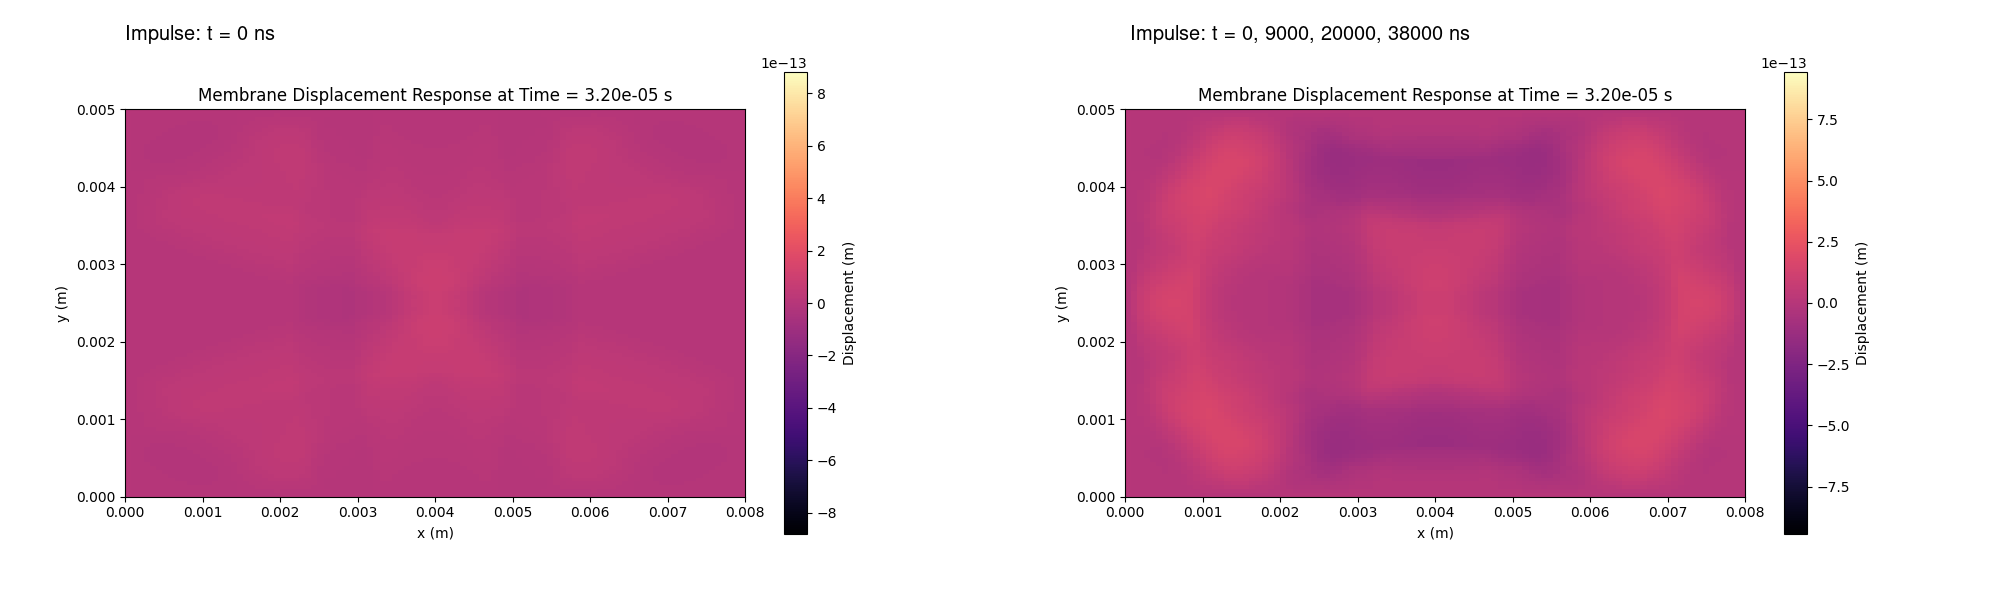 Impulse: t = 0 ns
1e−13
Membrane Displacement Response at Time = 3.20e-05 s
0.005
0.004
0.003
0.002
0.001
0.000
y (m)
0.000 0.001 0.002 0.003 0.004 0.005 0.006 0.007 0.008
x (m)
8
6
4
2
0
−2
−4
−6
−8
Displacement (m)
Impulse: t = 0, 9000, 20000, 38000 ns
1e−13
Membrane Displacement Response at Time = 3.20e-05 s
0.005
0.004
0.003
0.002
0.001
0.000
y (m)
0.000 0.001 0.002 0.003 0.004 0.005 0.006 0.007 0.008
x (m)
7.5
5.0
2.5
0.0
−2.5
−5.0
−7.5
Displacement (m)